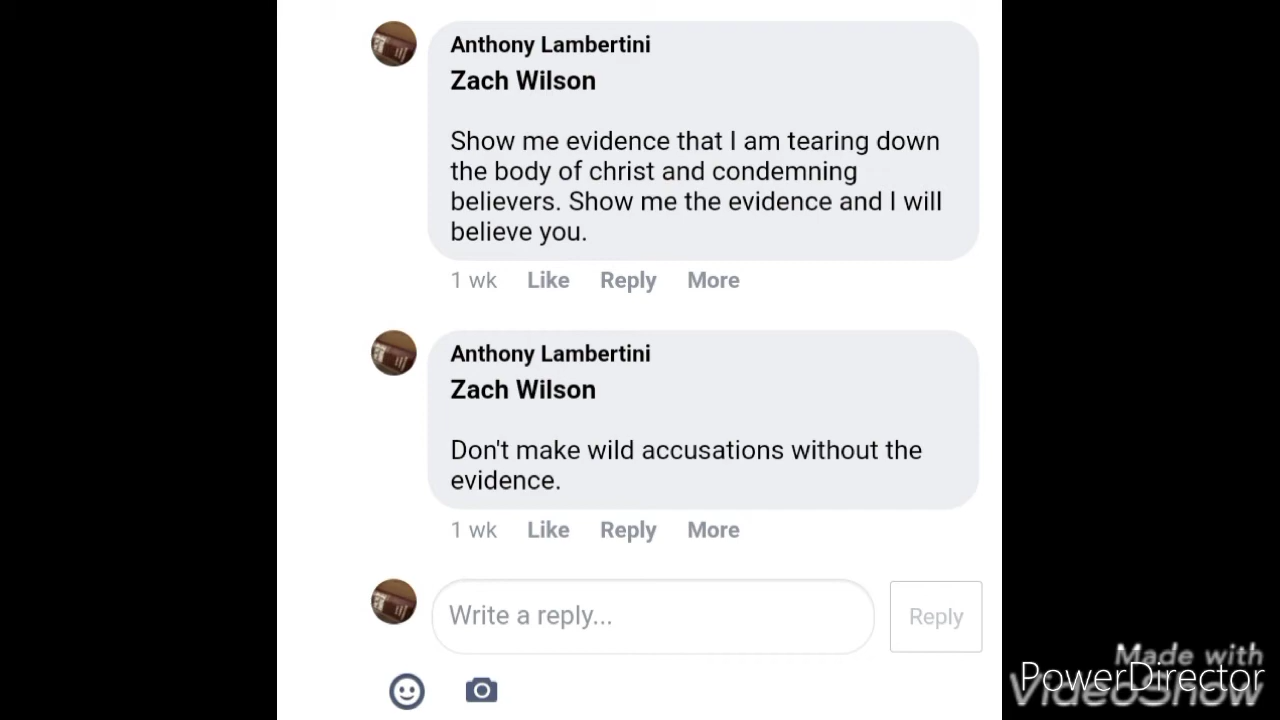 Anthony Lambertini
Zach Wilson
Show me evidence that I am tearing down
the body of christ and condemning
believers. Show me the evidence and I will
believe you.
1 wk Like Reply More
Anthony Lambertini
Zach Wilson
Don't make wild accusations without the
evidence.
1 wk Like Reply More
Write a reply... Reply
Made with
PowerDirector
VideoShow